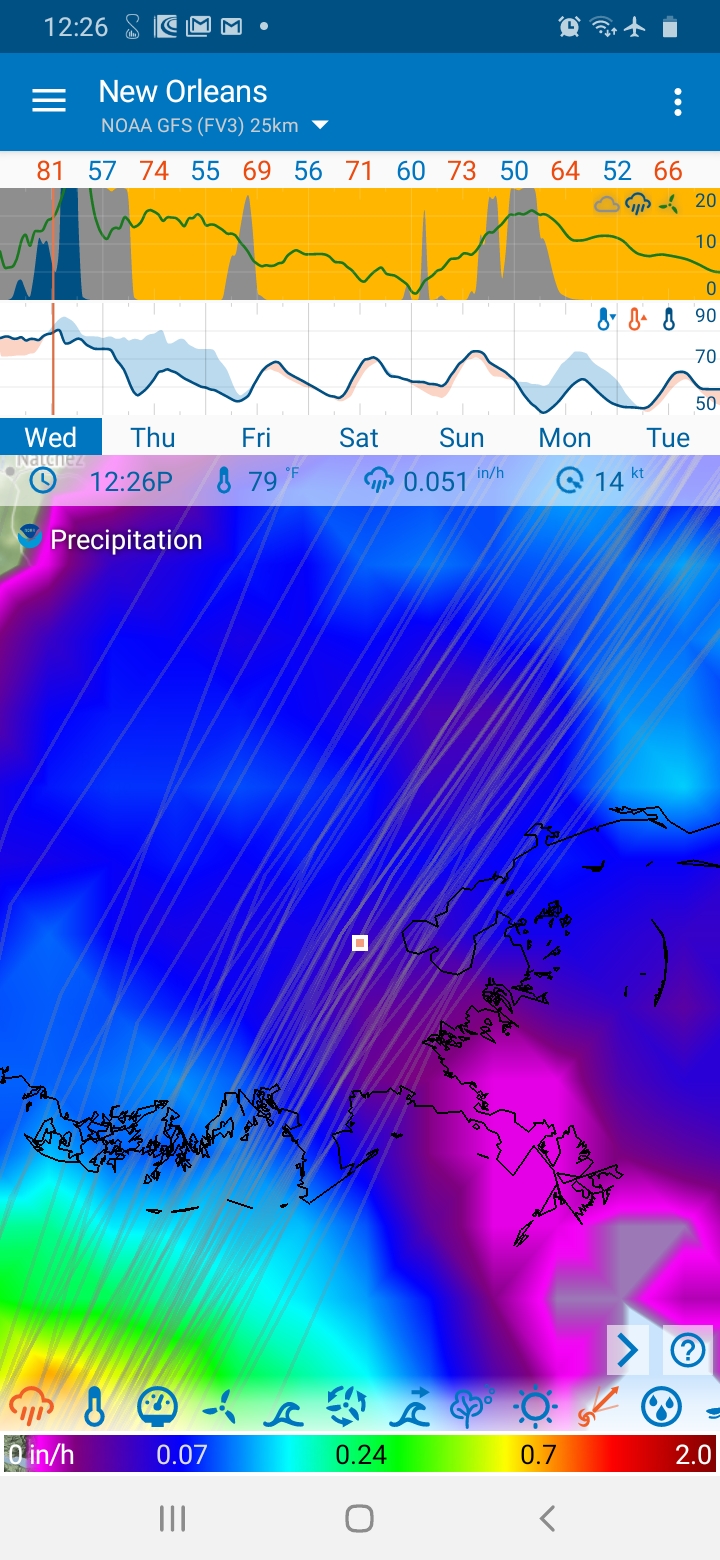 12:26
New Orleans
NOAA GFS (FV3) 25km
81 57 74 55 69 56 71 60 73 50 64 52 66
20
10
0
90
70
50
Wed Thu Fri Sat Sun Mon Tue
Natchez
12:26P 79 °F 0.051 in/h 14 kt
Precipitation
0 in/h 0.07 0.24 0.7 2.0